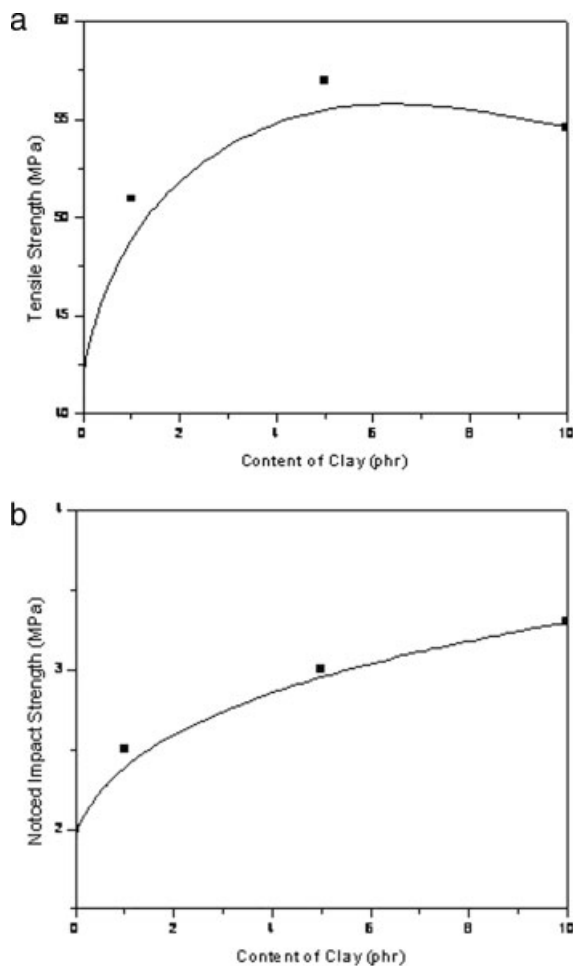 a
60
55
50
45
40
Tensile Strength (MPa)
0 2 4 6 8 10
Content of Clay (phr)
b
4
3
2
Notced Impact Strength (MPa)
0 2 4 6 8 10
Content of Clay (phr)